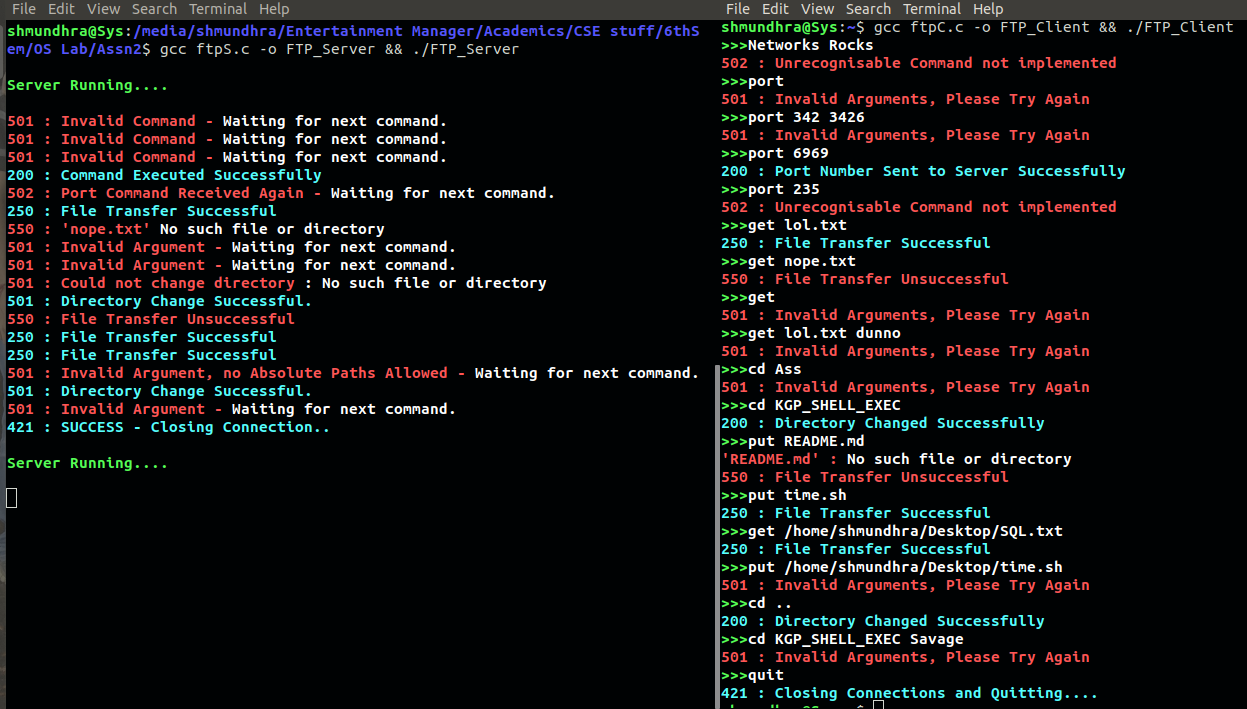 File Edit View Search Terminal Help
shmundhra@Sys:/media/shmundhra/Entertainment Manager/Academics/CSE stuff/6thS
em/OS Lab/Assn2$ gcc ftpS.c -o FTP_Server && ./FTP_Server
Server Running....
501 : Invalid Command - Waiting for next command.
501 : Invalid Command - Waiting for next command.
501 : Invalid Command - Waiting for next command.
200 : Command Executed Successfully
502 : Port Command Received Again - Waiting for next command.
250 : File Transfer Successful
550 : 'nope.txt' No such file or directory
501 : Invalid Argument - Waiting for next command.
501 : Invalid Argument - Waiting for next command.
501 : Could not change directory : No such file or directory
501 : Directory Change Successful.
550 : File Transfer Unsuccessful
250 : File Transfer Successful
250 : File Transfer Successful
501 : Invalid Argument, no Absolute Paths Allowed - Waiting for next command.
501 : Directory Change Successful.
501 : Invalid Argument - Waiting for next command.
421 : SUCCESS - Closing Connection..
Server Running....
File Edit View Search Terminal Help
shmundhra@Sys:~$ gcc ftpC.c -o FTP_Client && ./FTP_Client
>>>Networks Rocks
502 : Unrecognisable Command not implemented
>>>port
501 : Invalid Arguments, Please Try Again
>>>port 342 3426
501 : Invalid Arguments, Please Try Again
>>>port 6969
200 : Port Number Sent to Server Successfully
>>>port 235
502 : Unrecognisable Command not implemented
>>>get lol.txt
250 : File Transfer Successful
>>>get nope.txt
550 : File Transfer Unsuccessful
>>>get
501 : Invalid Arguments, Please Try Again
>>>get lol.txt dunno
501 : Invalid Arguments, Please Try Again
>>>cd Ass
501 : Invalid Arguments, Please Try Again
>>>cd KGP_SHELL_EXEC
200 : Directory Changed Successfully
>>>put README.md
'README.md' : No such file or directory
550 : File Transfer Unsuccessful
>>>put time.sh
250 : File Transfer Successful
>>>get /home/shmundhra/Desktop/SQL.txt
250 : File Transfer Successful
>>>put /home/shmundhra/Desktop/time.sh
501 : Invalid Arguments, Please Try Again
>>>cd ..
200 : Directory Changed Successfully
>>>cd KGP_SHELL_EXEC Savage
501 : Invalid Arguments, Please Try Again
>>>quit
421 : Closing Connections and Quitting....